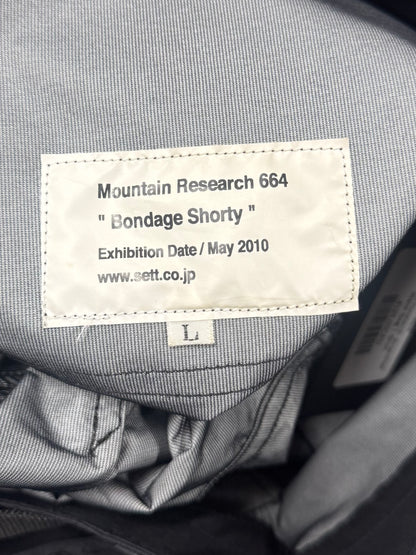 Mountain Research 664
" Bondage Shorty "
Exhibition Date / May 2010
www.sett.co.jp
L